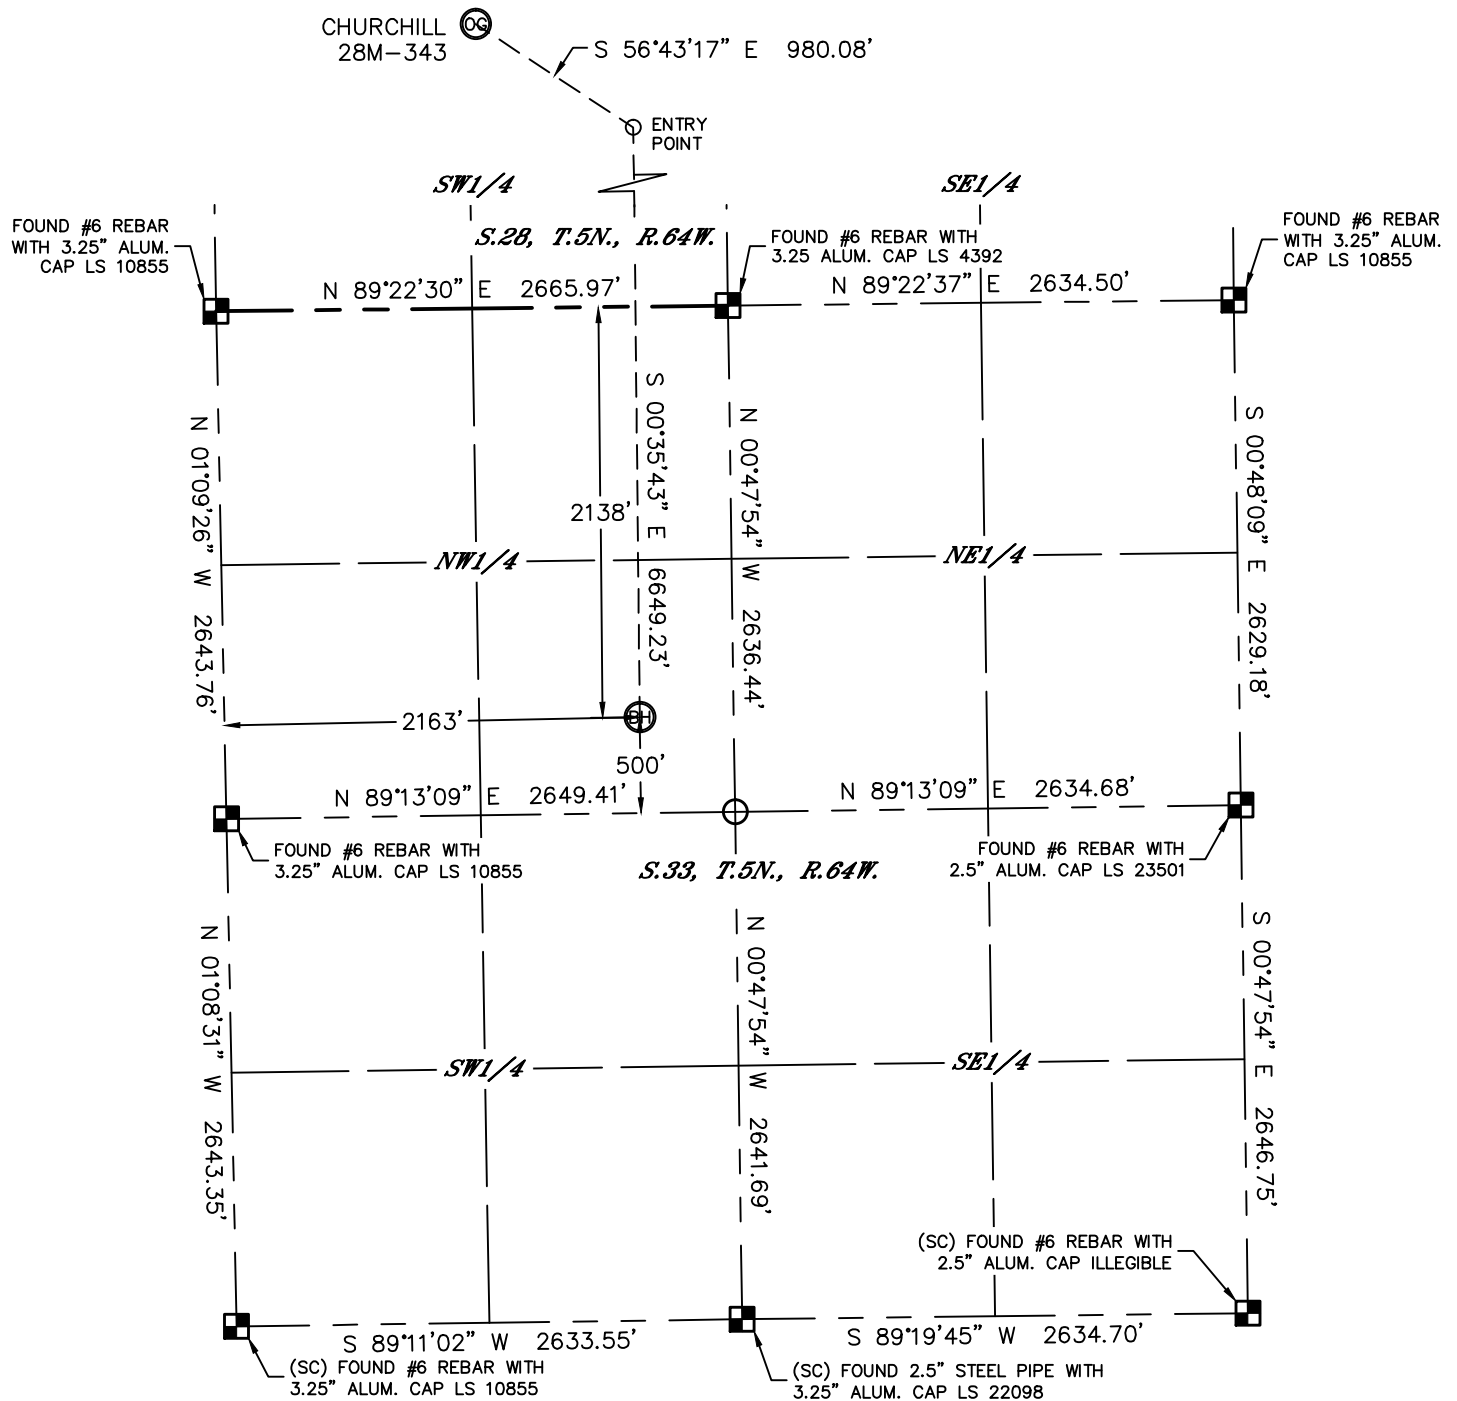 CHURCHILL
28M-343
OG
S 56°43'17" E 980.08'
ENTRY
POINT
SW1/4
SE1/4
S.28, T.5N., R.64W.
FOUND #6 REBAR
WITH 3.25" ALUM.
CAP LS 10855
FOUND #6 REBAR WITH
3.25 ALUM. CAP LS 4392
FOUND #6 REBAR
WITH 3.25" ALUM.
CAP LS 10855
N 89°22'30" E 2665.97'
N 89°22'37" E 2634.50'
N 01°09'26" W 2643.76'
2138'
S 00°35'43" E 6649.23'
N 00°47'54" W 2636.44'
S 00°48'09" E 2629.18'
NW1/4
NE1/4
2163'
BH
500'
N 89°13'09" E 2649.41'
N 89°13'09" E 2634.68'
FOUND #6 REBAR WITH
3.25" ALUM. CAP LS 10855
S.33, T.5N., R.64W.
FOUND #6 REBAR WITH
2.5" ALUM. CAP LS 23501
N 01°08'31" W 2643.35'
N 00°47'54" W 2641.69'
S 00°47'54" E 2646.75'
SW1/4
SE1/4
(SC) FOUND #6 REBAR WITH
2.5" ALUM. CAP ILLEGIBLE
S 89°11'02" W 2633.55'
S 89°19'45" W 2634.70'
(SC) FOUND #6 REBAR WITH
3.25" ALUM. CAP LS 10855
(SC) FOUND 2.5" STEEL PIPE WITH
3.25" ALUM. CAP LS 22098